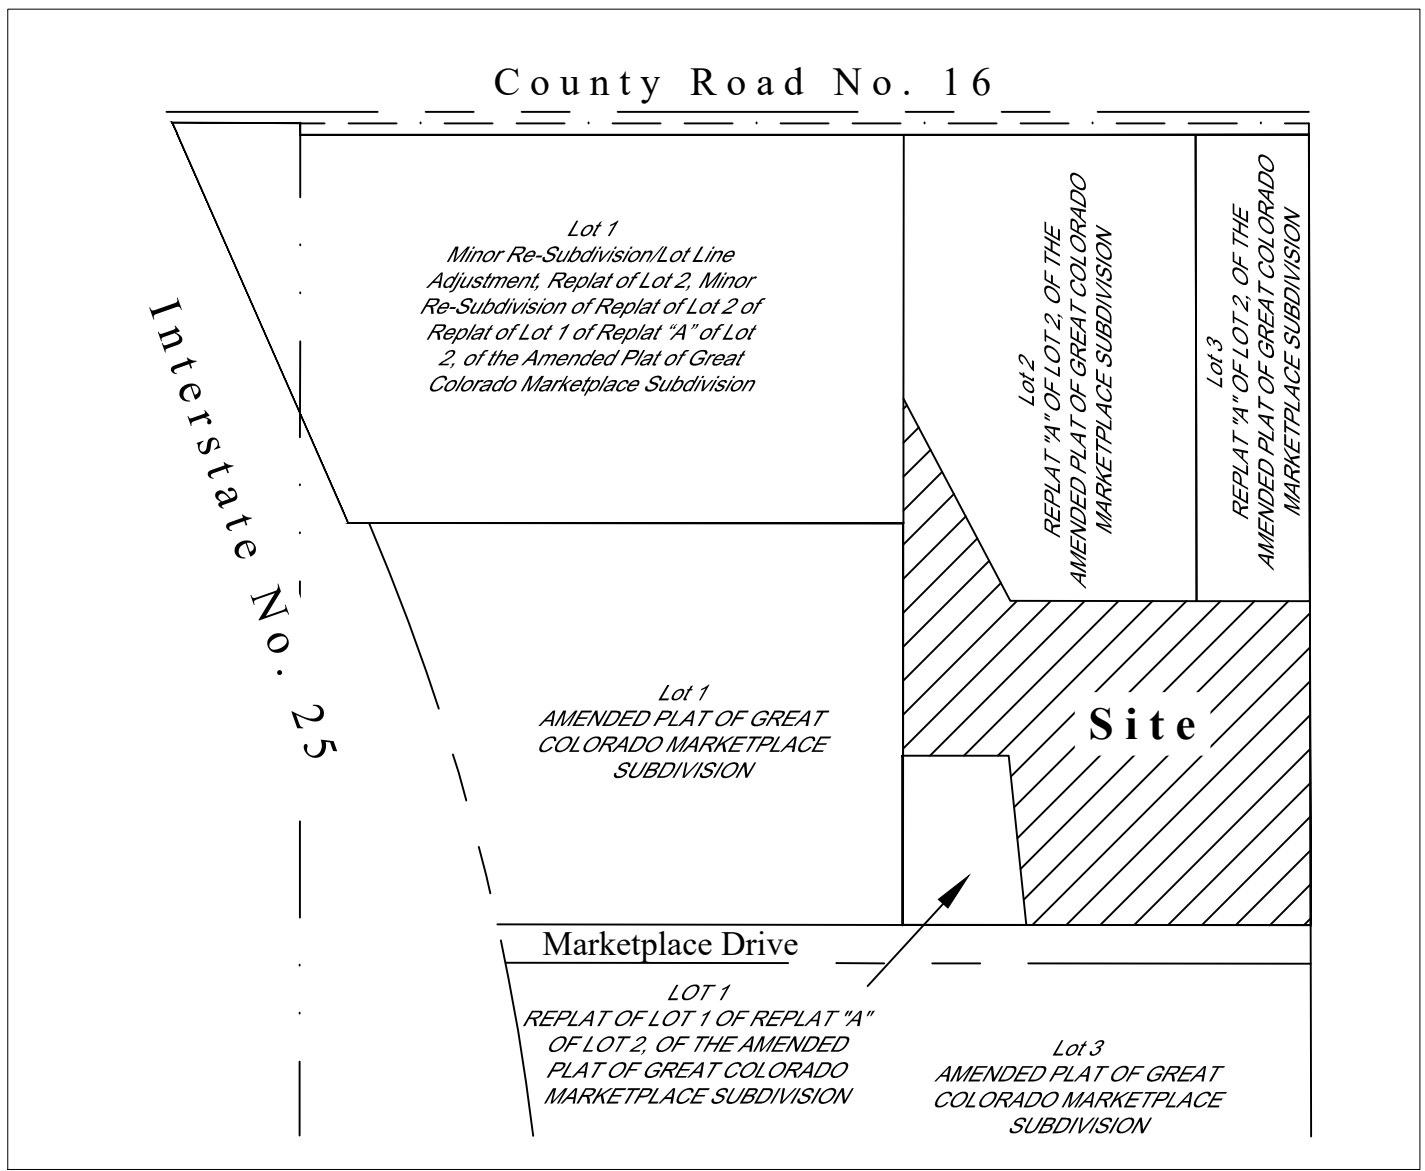 County Road No. 16
Lot 1
Minor Re-Subdivision/Lot Line
Adjustment, Replat of Lot 2, Minor
Re-Subdivision of Replat of Lot 2 of
Replat of Lot 1 of Replat “A” of Lot
2, of the Amended Plat of Great
Colorado Marketplace Subdivision
Lot 2
REPLAT "A" OF LOT 2, OF THE
AMENDED PLAT OF GREAT COLORADO
MARKETPLACE SUBDIVISION
Lot 3
REPLAT "A" OF LOT 2, OF THE
AMENDED PLAT OF GREAT COLORADO
MARKETPLACE SUBDIVISION
Interstate No. 25
Lot 1
AMENDED PLAT OF GREAT
COLORADO MARKETPLACE
SUBDIVISION
Site
Marketplace Drive
LOT 1
REPLAT OF LOT 1 OF REPLAT "A"
OF LOT 2, OF THE AMENDED
PLAT OF GREAT COLORADO
MARKETPLACE SUBDIVISION
Lot 3
AMENDED PLAT OF GREAT
COLORADO MARKETPLACE
SUBDIVISION